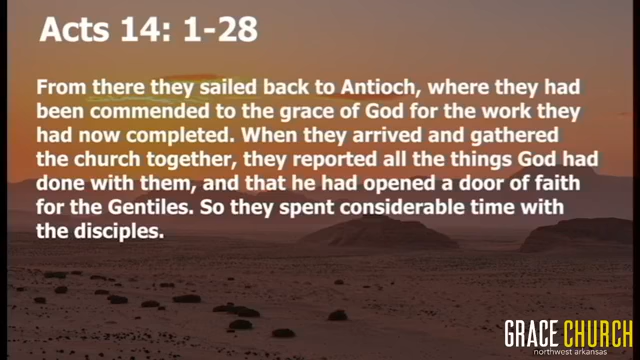 Acts 14: 1-28
From there they sailed back to Antioch, where they had
been commended to the grace of God for the work they
had now completed. When they arrived and gathered
the church together, they reported all the things God had
done with them, and that he had opened a door of faith
for the Gentiles. So they spent considerable time with
the disciples.
GRACE CHURCH
northwest arkansas